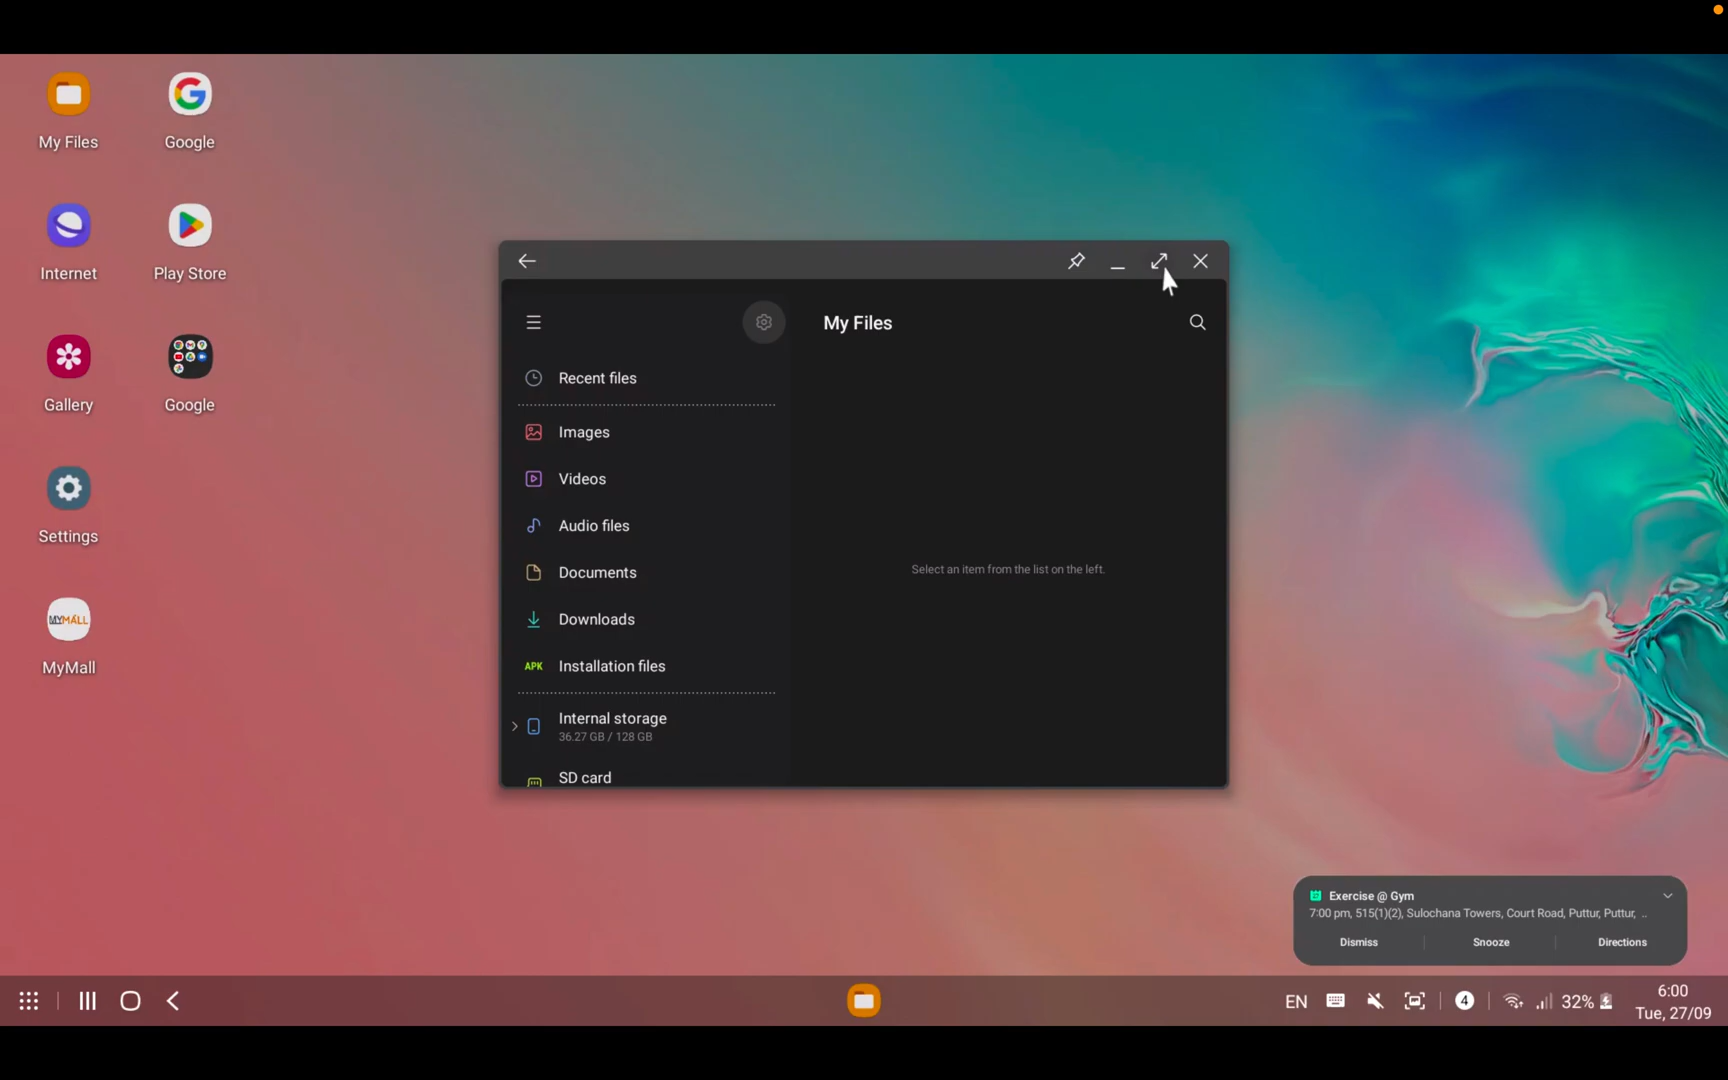 My Files
Google
Internet
Play Store
Gallery
Google
Settings
MYMALL
MyMall
My Files
Recent files
Images
Videos
Audio files
Documents
Downloads
APK Installation files
Internal storage
36.27 GB / 128 GB
SD card
Select an item from the list on the left.
Exercise @ Gym
7:00 pm, 515(1)(2), Sulochana Towers, Court Road, Puttur, Puttur, ..
Dismiss
Snooze
Directions
EN
4
32%
6:00
Tue, 27/09